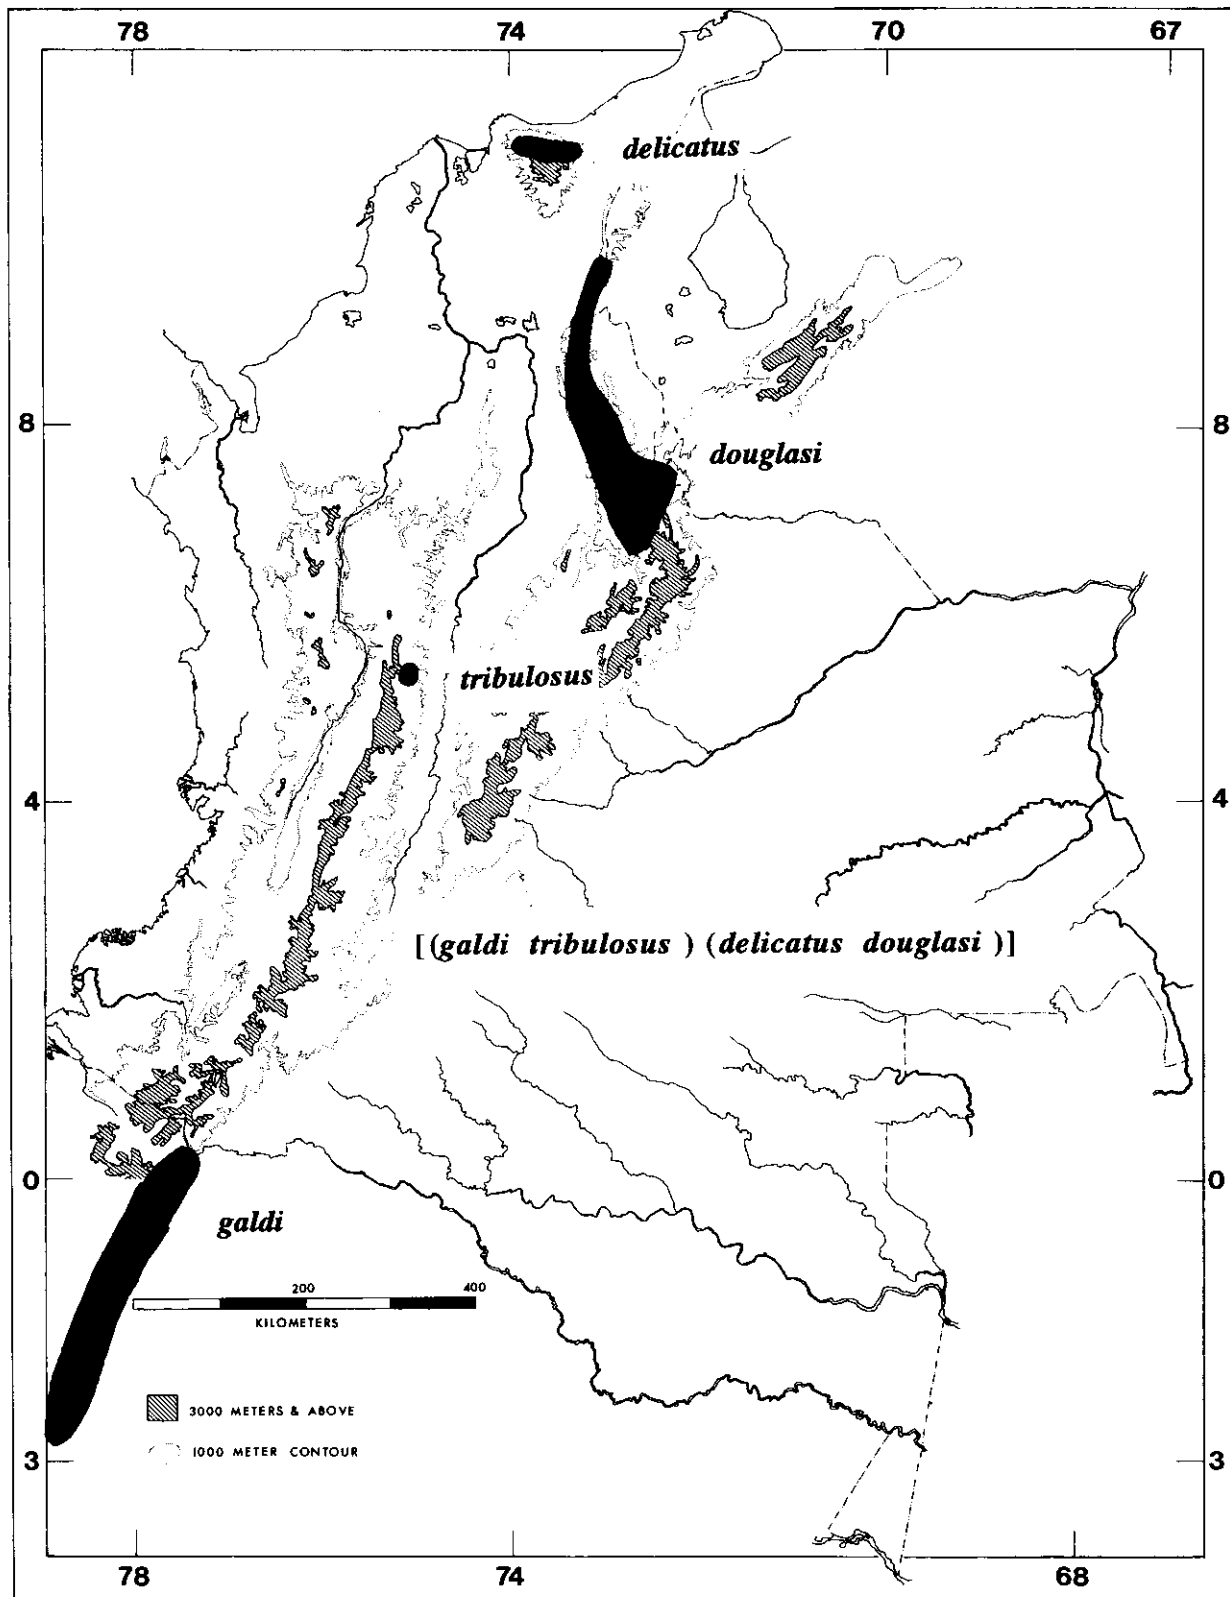 78 74 70 67
delicatus
8 8
douglasi
tribulosus
4 4
[(galdi tribulosus ) (delicatus douglasi )]
0 0
galdi
200 400
KILOMETERS
3000 METERS & ABOVE
1000 METER CONTOUR
3 3
78 74 68